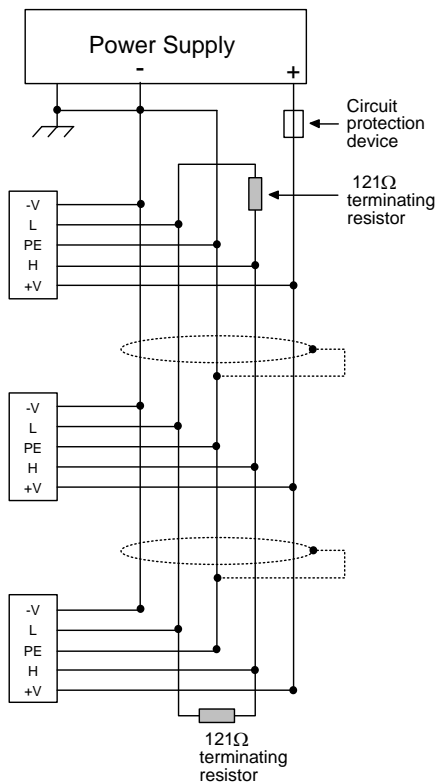 Power Supply
-
+
Circuit
protection
device
121Ω
terminating
resistor
-V
L
PE
H
+V
-V
L
PE
H
+V
-V
L
PE
H
+V
121Ω
terminating
resistor